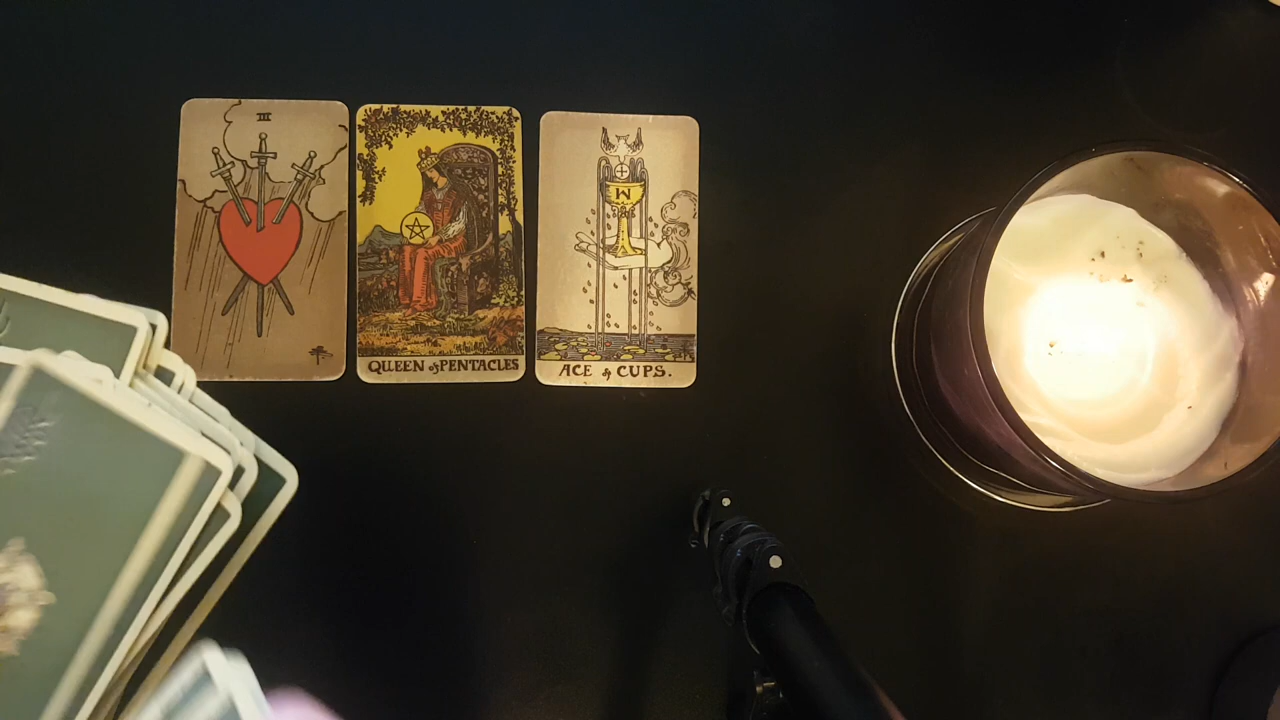 III
QUEEN of PENTACLES
W
ACE of CUPS.